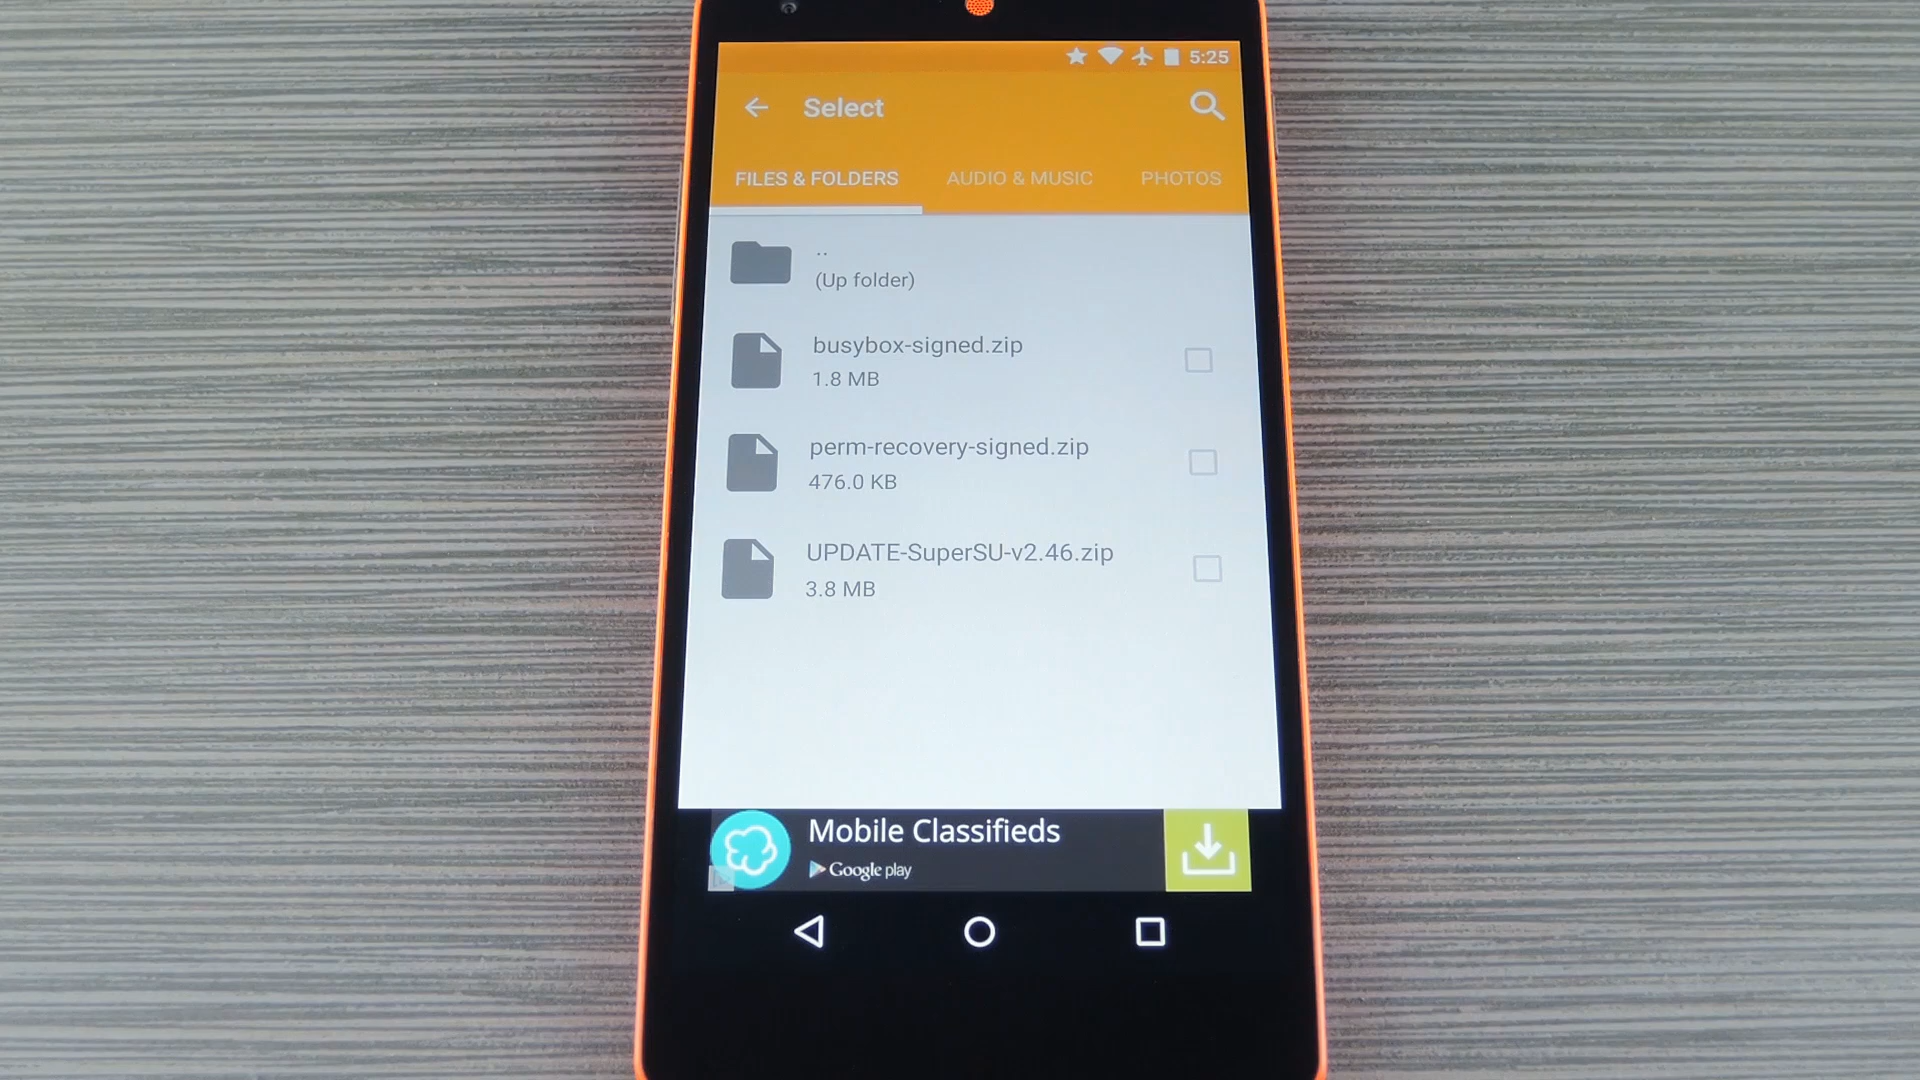 5:25
Select
FILES & FOLDERS AUDIO & MUSIC PHOTOS
..
(Up folder)
busybox-signed.zip
1.8 MB
perm-recovery-signed.zip
476.0 KB
UPDATE-SuperSU-v2.46.zip
3.8 MB
Mobile Classifieds
Google play